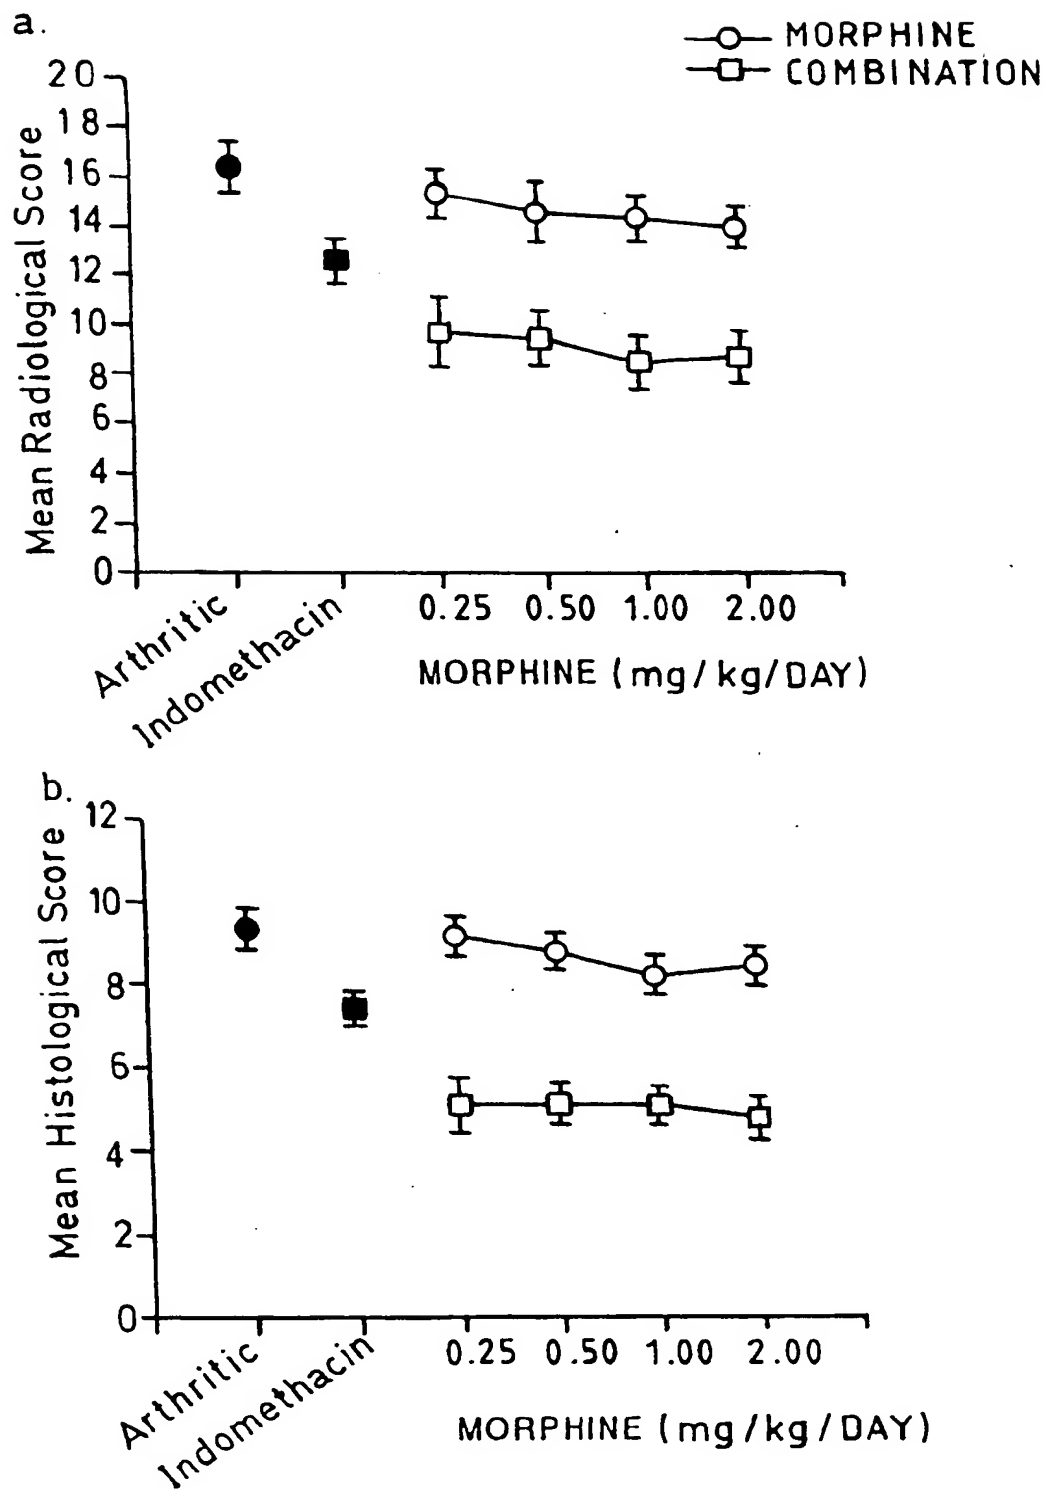 a.
MORPHINE
COMBINATION
Mean Radiological Score
20
18
16
14
12
10
8
6
4
2
0
Arthritic
Indomethacin
0.25 0.50 1.00 2.00
MORPHINE (mg/kg/DAY)
b.
Mean Histological Score
12
10
8
6
4
2
0
Arthritic
Indomethacin
0.25 0.50 1.00 2.00
MORPHINE (mg/kg/DAY)